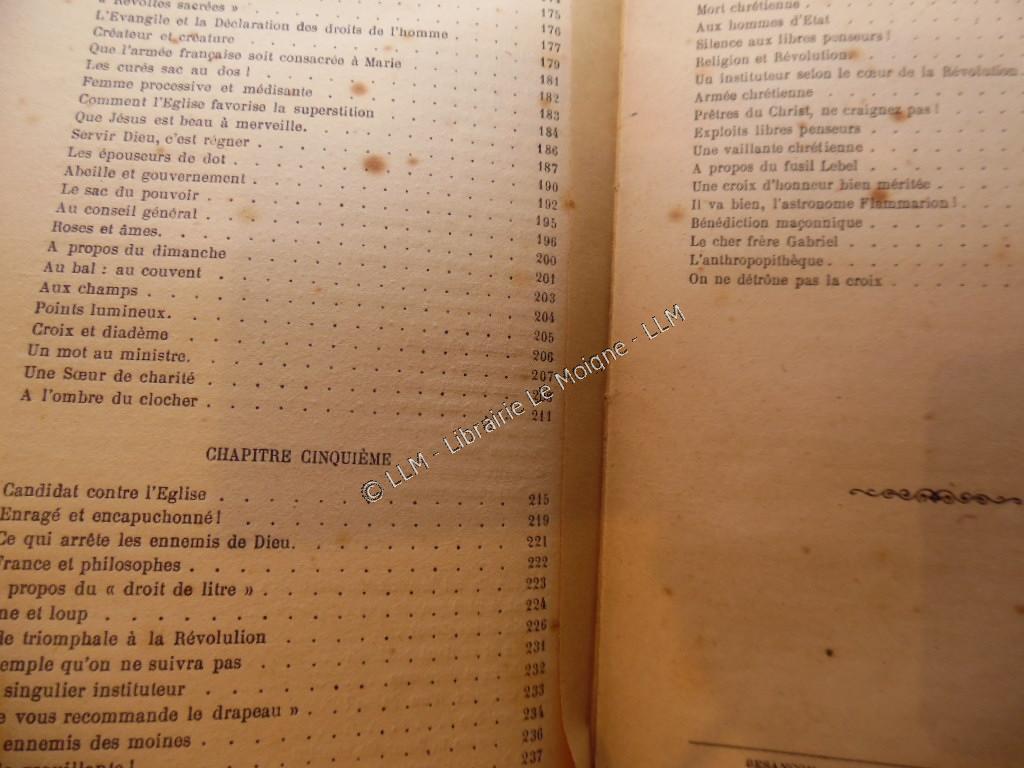 « Révoltes sacrées » 175
L'Evangile et la Déclaration des droits de l'homme 176
Créateur et créature 177
Que l'armée française soit consacrée à Marie 179
Les curés sac au dos ! 181
Femme processive et médisante 182
Comment l'Eglise favorise la superstition 183
Que Jésus est beau à merveille. 184
Servir Dieu, c'est régner 186
Les épouseurs de dot 187
Abeille et gouvernement 190
Le sac du pouvoir 192
Au conseil général 195
Roses et âmes. 196
A propos du dimanche 200
Au bal : au couvent 201
Aux champs 203
Points lumineux. 204
Croix et diadème 205
Un mot au ministre. 206
Une Sœur de charité 207
A l'ombre du clocher 211
CHAPITRE CINQUIÈME
Candidat contre l'Eglise 215
Enragé et encapuchonné ! 219
Ce qui arrête les ennemis de Dieu. 221
France et philosophes 222
propos du « droit de litre » 223
ne et loup 224
de triomphale à la Révolulion 226
emple qu'on ne suivra pas 231
singulier instituteur 232
e vous recommande le drapeau » 233
ennemis des moines 234
236
237
Mort chrétienne
Aux hommes d'Etat
Silence aux libres penseurs !
Religion et Révolution
Un instituteur selon le cœur de la Révolution
Armée chrétienne
Prêtres du Christ, ne craignez pas !
Exploits libres penseurs
Une vaillante chrétienne
A propos du fusil Lebel
Une croix d'honneur bien méritée
Il va bien, l'astronome Flammarion !
Bénédiction maçonnique
Le cher frère Gabriel
L'anthropopithèque
On ne détrône pas la croix
© LLM - Librairie Le Moigne - LLM